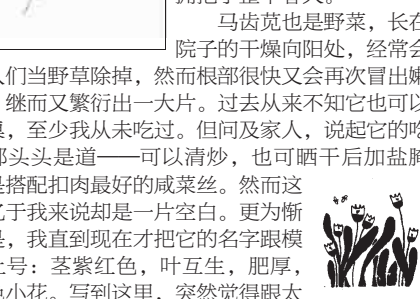 马齿苋也是野菜，长在
院子的干燥向阳处，经常会
人们当野草除掉，然而根部很快又会再次冒出嫩
，继而又繁衍出一大片。过去从来不知它也可以
，至少我从未吃过。但问及家人，说起它的吃
都头头是道——可以清炒，也可晒干后加盐腌
是搭配扣肉最好的咸菜丝。然而这
忆于我来说却是一片空白。更为惭
是，我直到现在才把它的名字跟模
上号：茎紫红色，叶互生，肥厚，
色小花。写到这里，突然觉得跟太